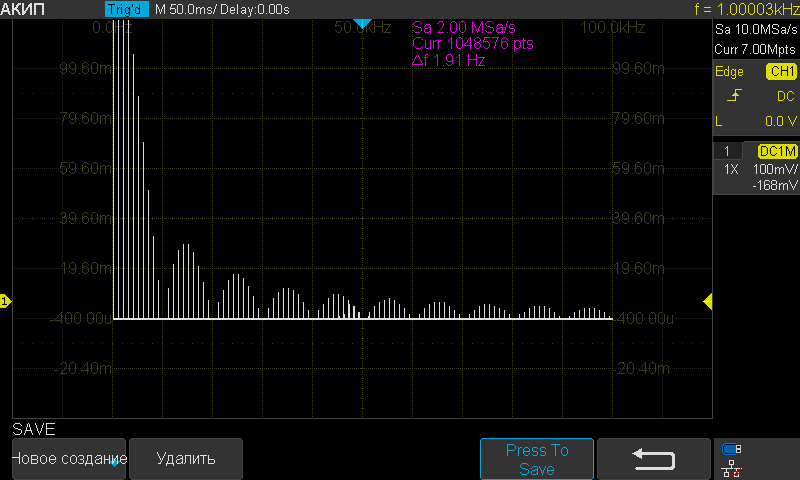 АКИП Trig'd M 50.0ms/ Delay:0.00s f = 1.00003kHz
0.0Hz 50.0kHz 100.0kHz
Sa 2.00 MSa/s
Curr 1048576 pts
Δf 1.91 Hz
Sa 10.0MSa/s
Curr 7.00Mpts
Edge CH1
DC
L 0.0 V
1 DC1M
1X 100mV/
-168mV
99.60m 99.60m
79.60m 79.60m
59.60m 59.60m
39.60m 39.60m
19.60m 19.60m
1
-400.00u -400.00u
-20.40m -20.40m
SAVE
Новое создание
Удалить
Press To
Save